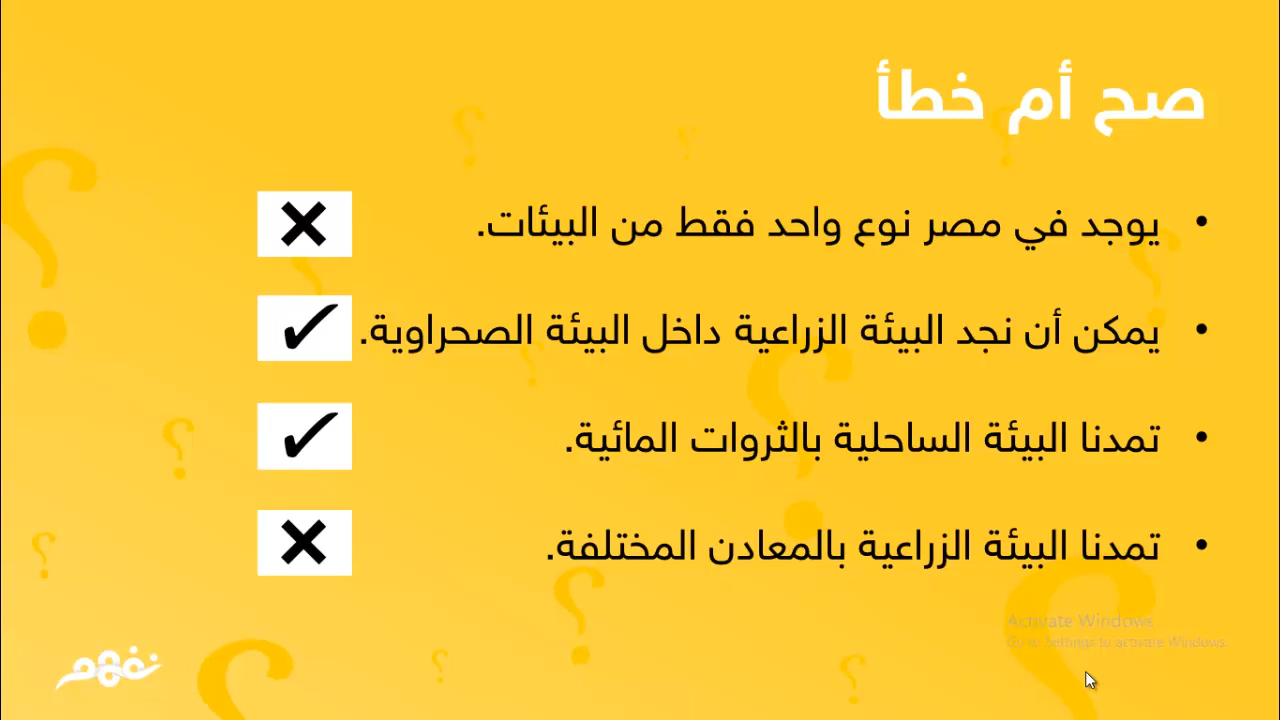 صح أم خطأ
• يوجد في مصر نوع واحد فقط من البيئات. ✕
• يمكن أن نجد البيئة الزراعية داخل البيئة الصحراوية. ✓
• تمدنا البيئة الساحلية بالثروات المائية. ✓
• تمدنا البيئة الزراعية بالمعادن المختلفة. ✕
Activate Windows
Go to Settings to activate Windows.
نفهم